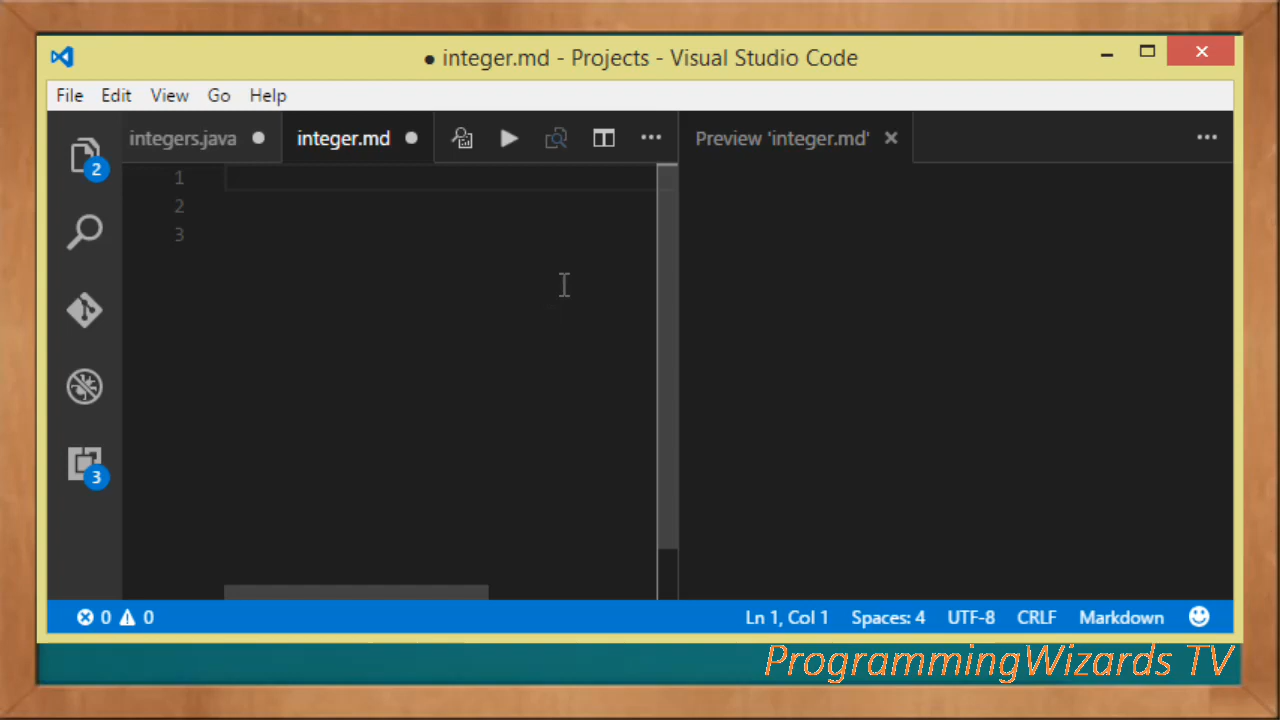 ● integer.md - Projects - Visual Studio Code
File Edit View Go Help
integers.java integer.md Preview 'integer.md'
1
2
2
3
3
0 0 Ln 1, Col 1 Spaces: 4 UTF-8 CRLF Markdown
ProgrammingWizards TV